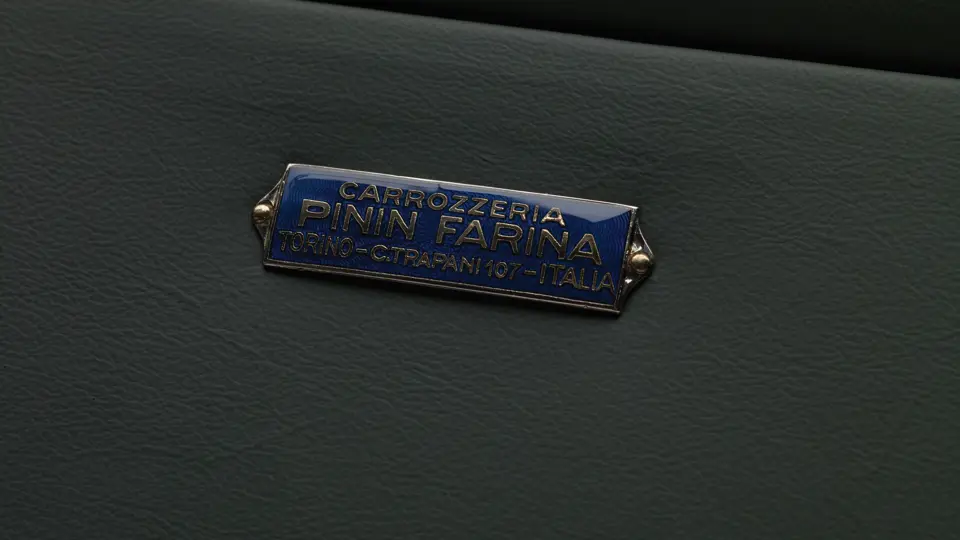 CARROZZERIA
PININ FARINA
TORINO-C.TRAPANI 107-ITALIA